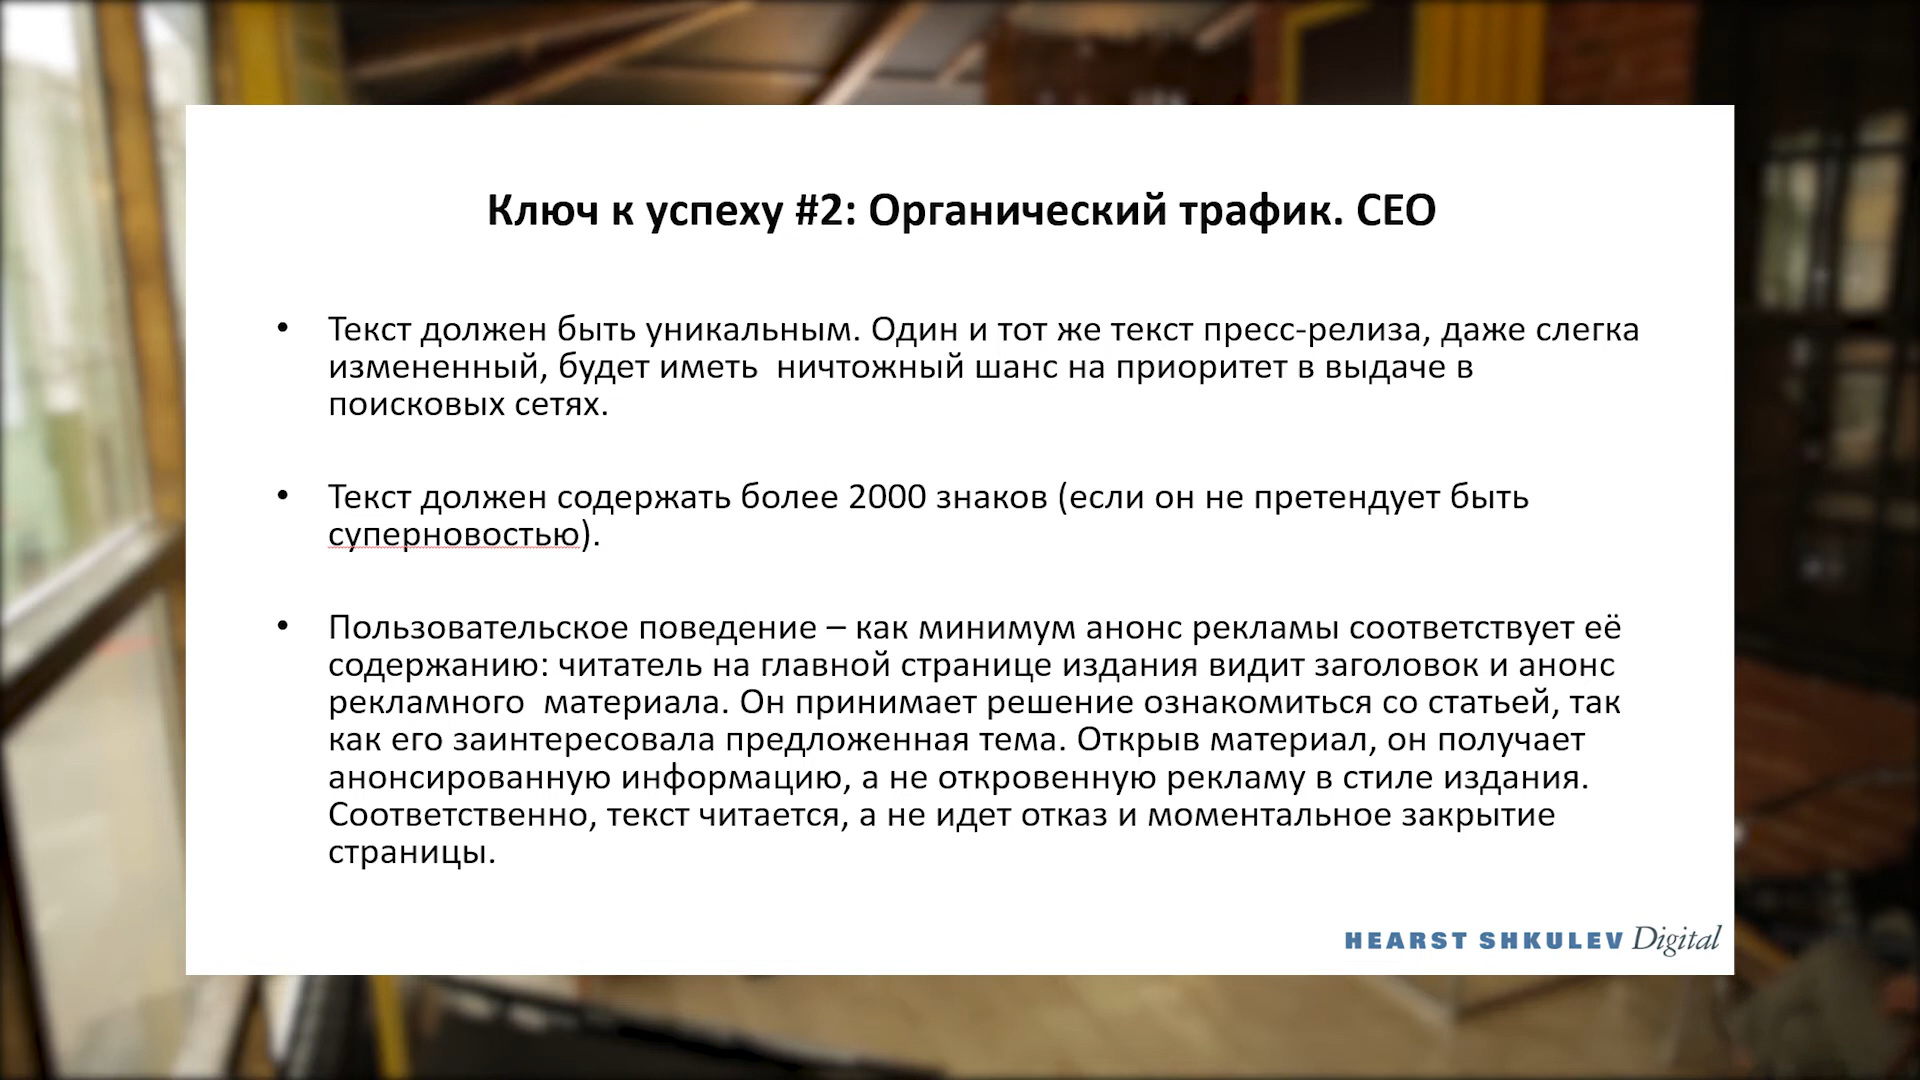 Ключ к успеху #2: Органический трафик. СЕО
• Текст должен быть уникальным. Один и тот же текст пресс-релиза, даже слегка
измененный, будет иметь  ничтожный шанс на приоритет в выдаче в
поисковых сетях.
• Текст должен содержать более 2000 знаков (если он не претендует быть
суперновостью).
• Пользовательское поведение – как минимум анонс рекламы соответствует её
содержанию: читатель на главной странице издания видит заголовок и анонс
рекламного  материала. Он принимает решение ознакомиться со статьей, так
как его заинтересовала предложенная тема. Открыв материал, он получает
анонсированную информацию, а не откровенную рекламу в стиле издания.
Соответственно, текст читается, а не идет отказ и моментальное закрытие
страницы.
HEARST SHKULEV Digital